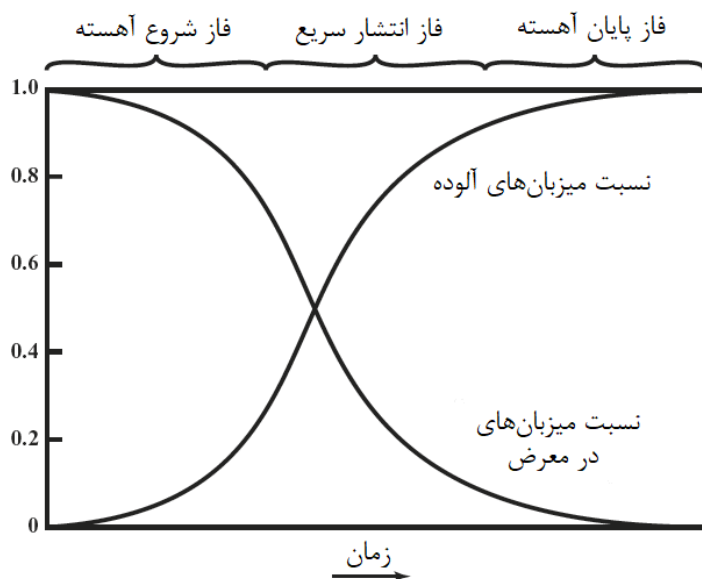 فاز شروع آهسته
فاز انتشار سریع
فاز پایان آهسته
1.0
0.8
نسبت میزبان‌های آلوده
0.6
0.4
نسبت میزبان‌های
در معرض
0.2
0
زمان